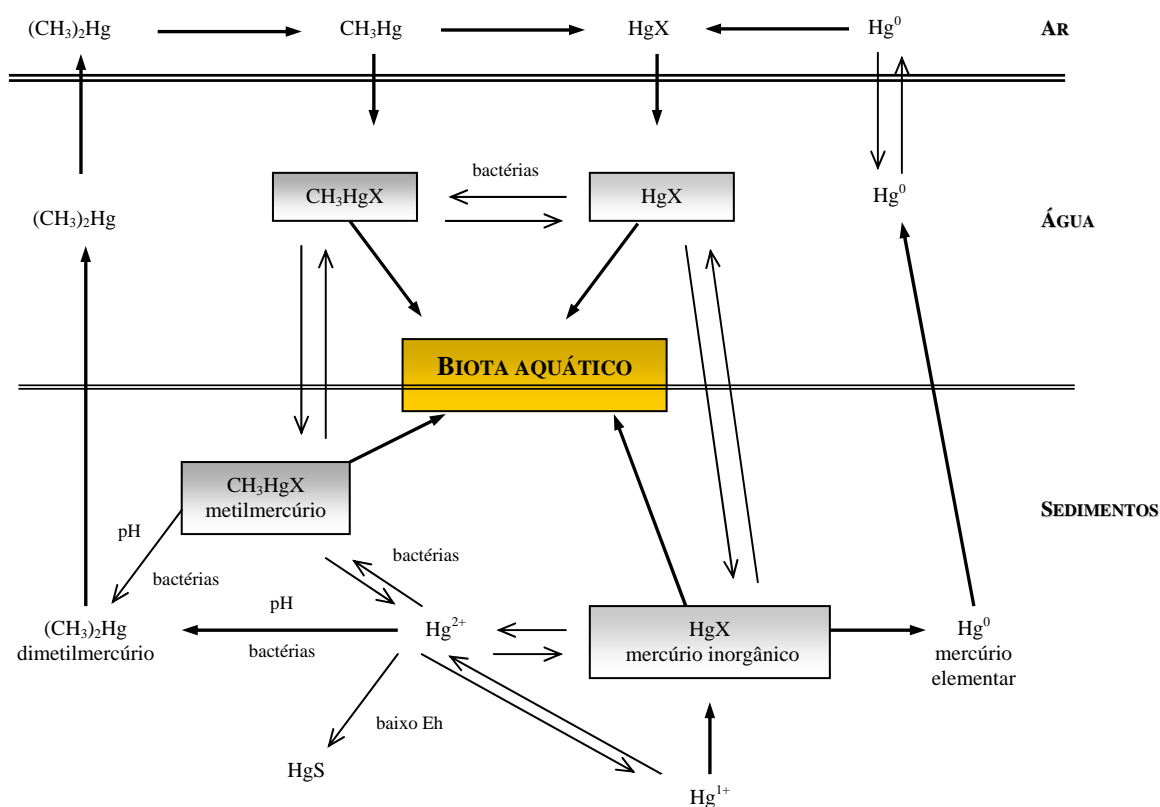 (CH₃)₂Hg
CH₃Hg
HgX
Hg⁰
AR
bactérias
CH₃HgX
HgX
Hg⁰
(CH₃)₂Hg
ÁGUA
BIOTA AQUÁTICO
CH₃HgX
metilmercúrio
SEDIMENTOS
pH
bactérias
bactérias
pH
(CH₃)₂Hg
dimetilmercúrio
bactérias
Hg²⁺
HgX
mercúrio inorgânico
Hg⁰
mercúrio
elementar
baixo Eh
HgS
Hg¹⁺